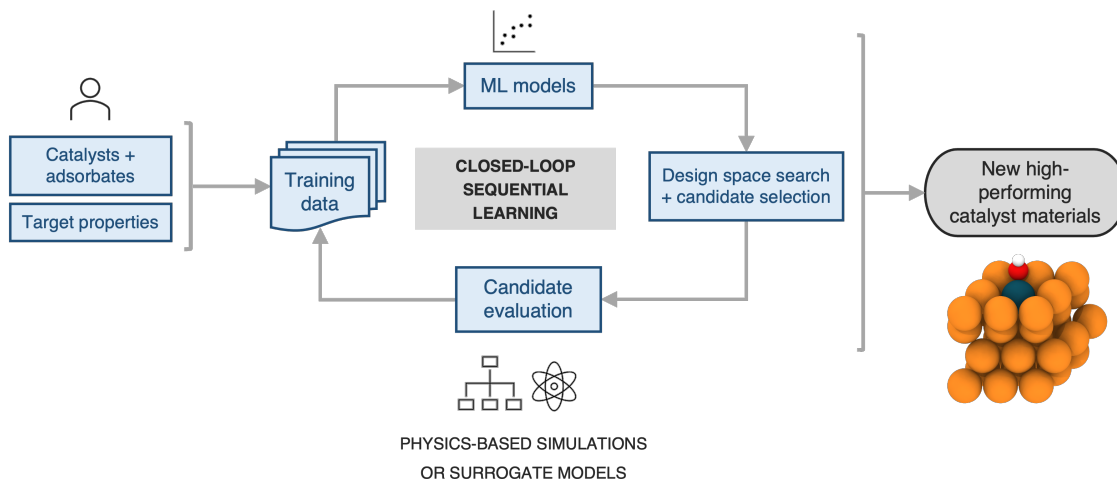 Catalysts +
adsorbates
Target properties
Training
data
ML models
CLOSED-LOOP
SEQUENTIAL
LEARNING
Design space search
+ candidate selection
Candidate
evaluation
PHYSICS-BASED SIMULATIONS
OR SURROGATE MODELS
New high-
performing
catalyst materials